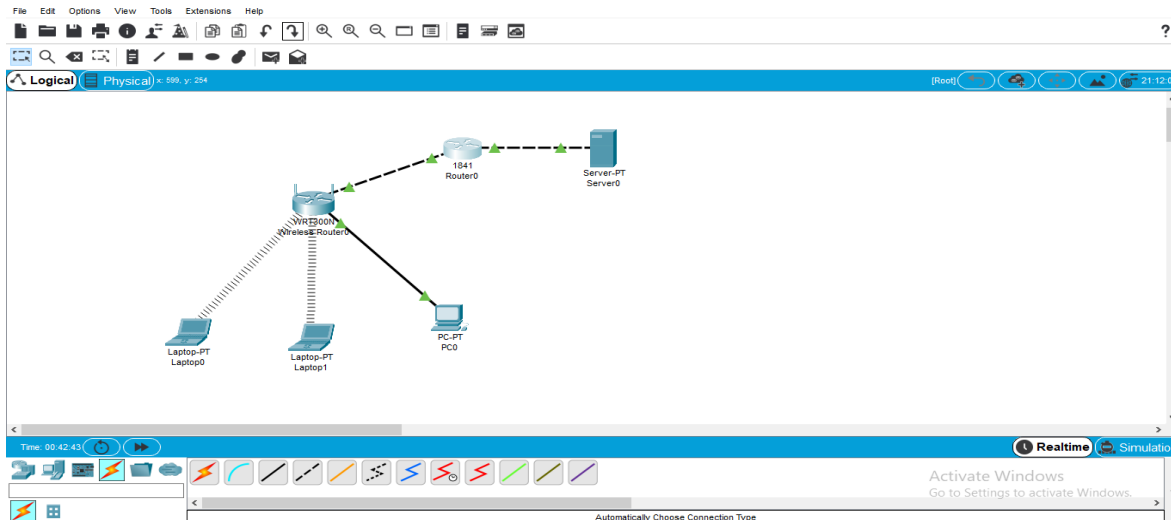 File Edit Options View Tools Extensions Help
?
Logical Physical x: 599, y: 254 [Root] 21:12:0
1841
Router0
Server-PT
Server0
WRT300N
Wireless Router0
Laptop-PT
Laptop0
Laptop-PT
Laptop1
PC-PT
PC0
Time: 00:42:43 Realtime Simulatio
Activate Windows
Go to Settings to activate Windows.
Automatically Choose Connection Type